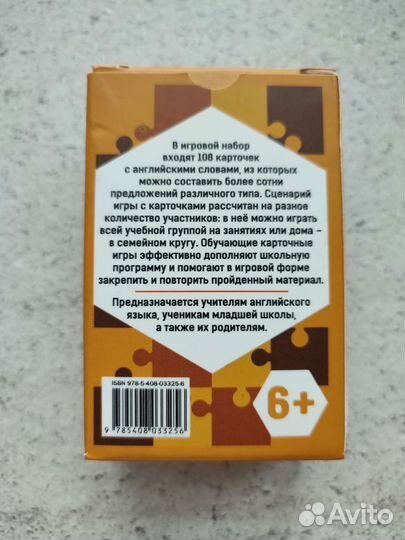 В игровой набор
входят 108 карточек
с английскими словами, из которых
можно составить более сотни
предложений различного типа. Сценарий
игры с карточками рассчитан на разное
количество участников: в неё можно играть
всей учебной группой на занятиях или дома –
в семейном кругу. Обучающие карточные
игры эффективно дополняют школьную
программу и помогают в игровой форме
закрепить и повторить пройденный материал.
Предназначается учителям английского
языка, ученикам младшей школы,
а также их родителям.
ISBN 978-5-408-03325-6
9 785408 033256
6+
Avito